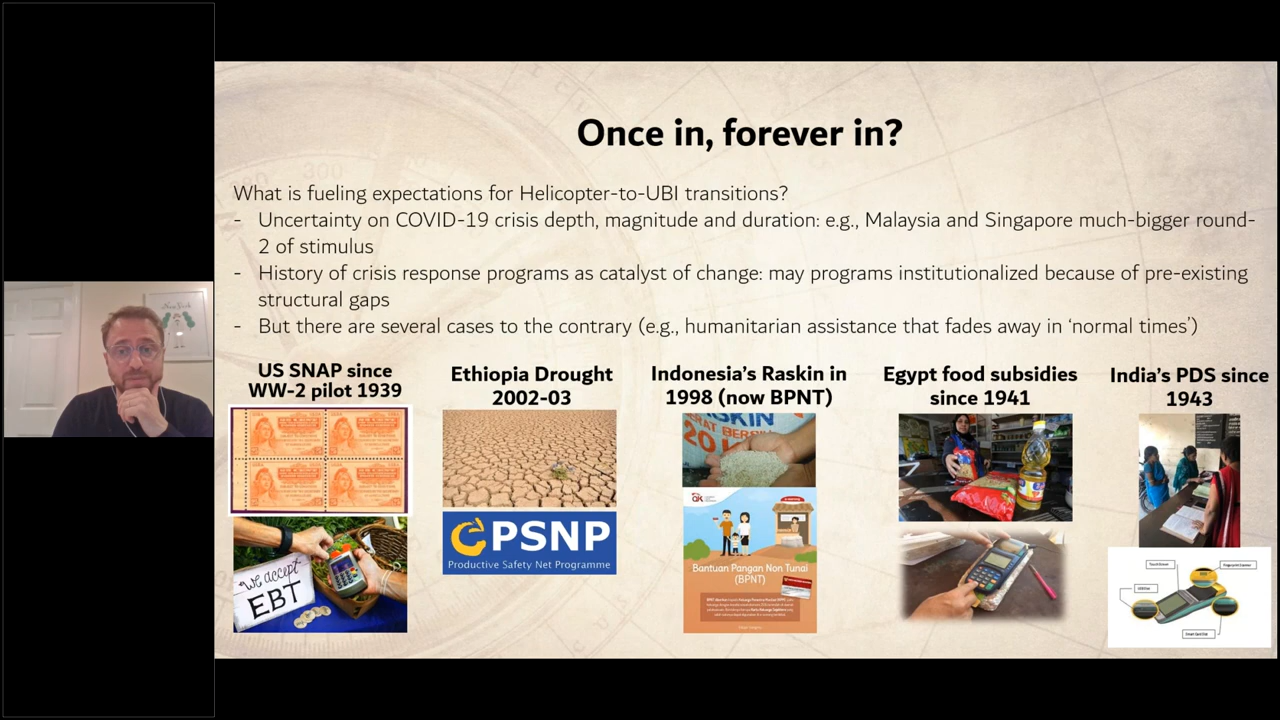 Once in, forever in?
What is fueling expectations for Helicopter-to-UBI transitions?
- Uncertainty on COVID-19 crisis depth, magnitude and duration: e.g., Malaysia and Singapore much-bigger round-
2 of stimulus
- History of crisis response programs as catalyst of change: may programs institutionalized because of pre-existing
structural gaps
- But there are several cases to the contrary (e.g., humanitarian assistance that fades away in ‘normal times’)
US SNAP since
WW-2 pilot 1939
we accept
EBT
Ethiopia Drought
2002-03
PSNP
Productive Safety Net Programme
Indonesia’s Raskin in
1998 (now BPNT)
20
Bantuan Pangan Non Tunai
(BPNT)
Egypt food subsidies
since 1941
India’s PDS since
1943
New York